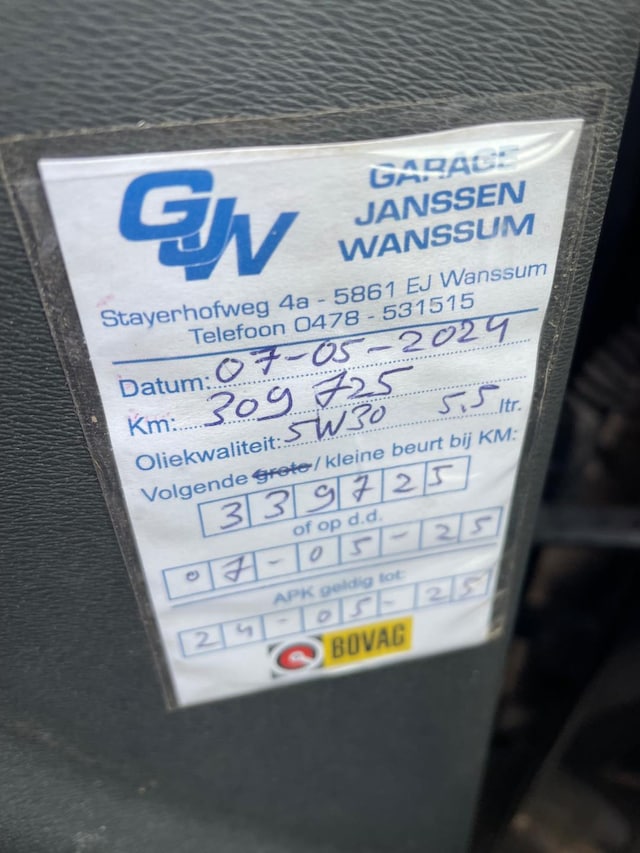 GJW
GARAGE
JANSSEN
WANSSUM
Stayerhofweg 4a - 5861 EJ Wanssum
Telefoon 0478 - 531515
Datum: 07-05-2024
Km: 309 725
Oliekwaliteit: 5W30 5,5 ltr.
Volgende grote / kleine beurt bij KM:
339725
of op d.d.
07-05-25
APK geldig tot:
24-05-25
BOVAG